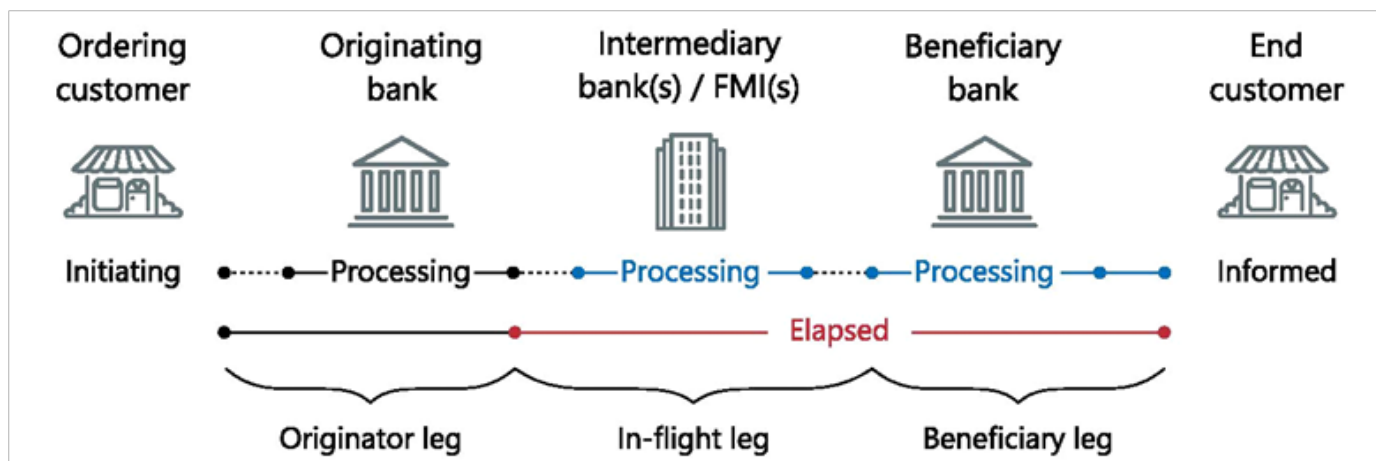 Ordering customer
Originating bank
Intermediary bank(s) / FMI(s)
Beneficiary bank
End customer
Initiating
Processing
Processing
Processing
Informed
Elapsed
Originator leg
In-flight leg
Beneficiary leg